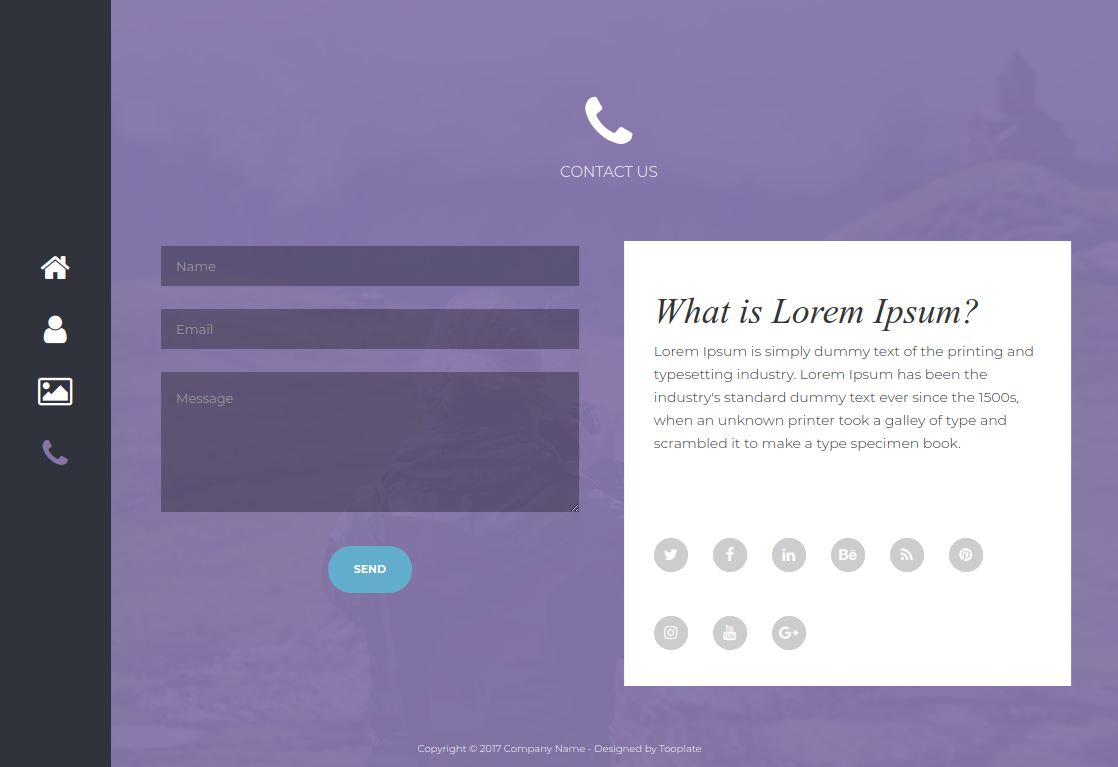 CONTACT US
Name
Email
Message
SEND
What is Lorem Ipsum?
Lorem Ipsum is simply dummy text of the printing and
typesetting industry. Lorem Ipsum has been the
industry's standard dummy text ever since the 1500s,
when an unknown printer took a galley of type and
scrambled it to make a type specimen book.
Bē
You Tube
G+
Copyright © 2017 Company Name - Designed by Tooplate